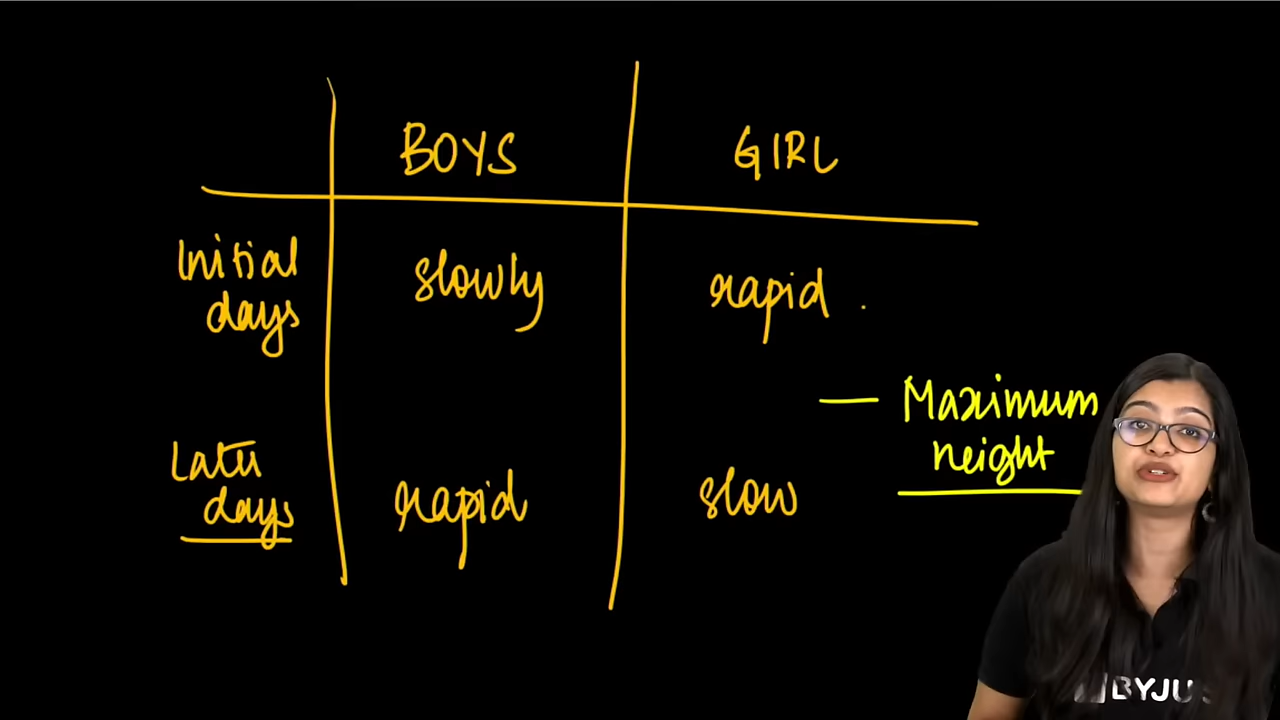 BOYS GIRL
Initial days slowly rapid .
— Maximum height
Later days rapid slow
BYJU